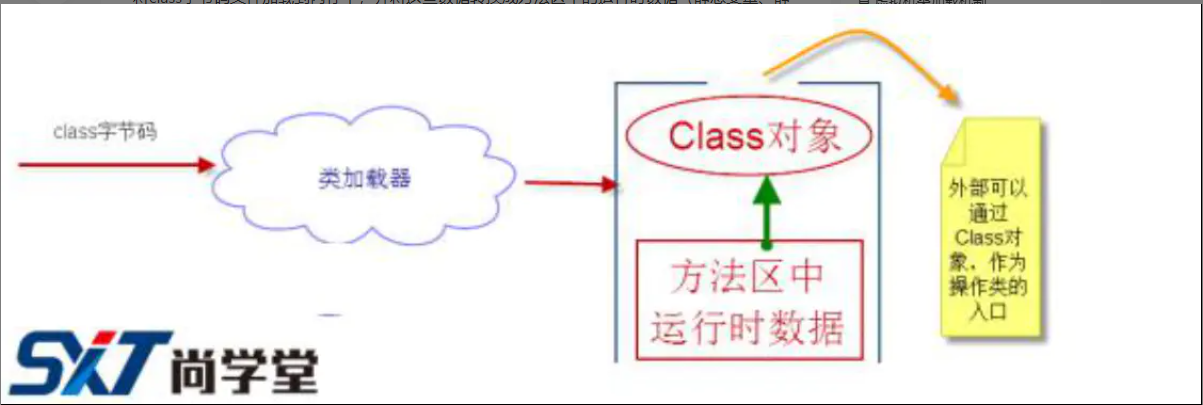 class字节码
类加载器
Class对象
方法区中
运行时数据
外部可以
通过
Class对
象，作为
操作类的
入口
SXT 尚学堂